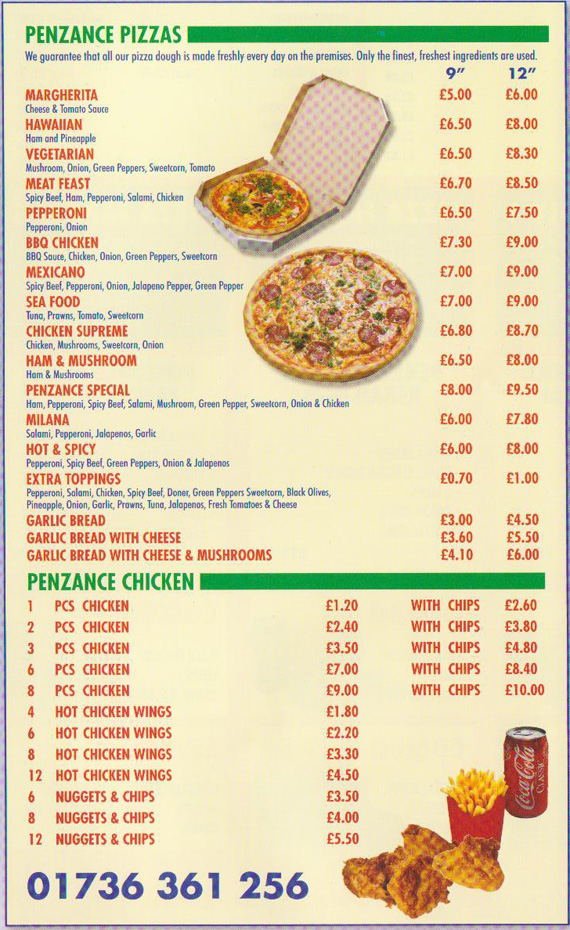 PENZANCE PIZZAS
We guarantee that all our pizza dough is made freshly every day on the premises. Only the finest, freshest ingredients are used.
9" 12"
MARGHERITA £5.00 £6.00
Cheese & Tomato Sauce
HAWAIIAN £6.50 £8.00
Ham and Pineapple
VEGETARIAN £6.50 £8.30
Mushroom, Onion, Green Peppers, Sweetcorn, Tomato
MEAT FEAST £6.70 £8.50
Spicy Beef, Ham, Pepperoni, Salami, Chicken
PEPPERONI £6.50 £7.50
Pepperoni, Onion
BBQ CHICKEN £7.30 £9.00
BBQ Sauce, Chicken, Onion, Green Peppers, Sweetcorn
MEXICANO £7.00 £9.00
Spicy Beef, Pepperoni, Onion, Jalapeno Pepper, Green Pepper
SEA FOOD £7.00 £9.00
Tuna, Prawns, Tomato, Sweetcorn
CHICKEN SUPREME £6.80 £8.70
Chicken, Mushrooms, Sweetcorn, Onion
HAM & MUSHROOM £6.50 £8.00
Ham & Mushrooms
PENZANCE SPECIAL £8.00 £9.50
Ham, Pepperoni, Spicy Beef, Salami, Mushroom, Green Pepper, Sweetcorn, Onion & Chicken
MILANA £6.00 £7.80
Salami, Pepperoni, Jalapenos, Garlic
HOT & SPICY £6.00 £8.00
Pepperoni, Spicy Beef, Green Peppers, Onion & Jalapenos
EXTRA TOPPINGS £0.70 £1.00
Pepperoni, Salami, Chicken, Spicy Beef, Doner, Green Peppers Sweetcorn, Black Olives,
Pineapple, Onion, Garlic, Prawns, Tuna, Jalapenos, Fresh Tomatoes & Cheese
GARLIC BREAD £3.00 £4.50
GARLIC BREAD WITH CHEESE £3.60 £5.50
GARLIC BREAD WITH CHEESE & MUSHROOMS £4.10 £6.00
PENZANCE CHICKEN
1 PCS CHICKEN £1.20 WITH CHIPS £2.60
2 PCS CHICKEN £2.40 WITH CHIPS £3.80
3 PCS CHICKEN £3.50 WITH CHIPS £4.80
6 PCS CHICKEN £7.00 WITH CHIPS £8.40
8 PCS CHICKEN £9.00 WITH CHIPS £10.00
4 HOT CHICKEN WINGS £1.80
6 HOT CHICKEN WINGS £2.20
8 HOT CHICKEN WINGS £3.30
12 HOT CHICKEN WINGS £4.50
6 NUGGETS & CHIPS £3.50
8 NUGGETS & CHIPS £4.00
12 NUGGETS & CHIPS £5.50
Coca-Cola
CLASSIC
01736 361 256